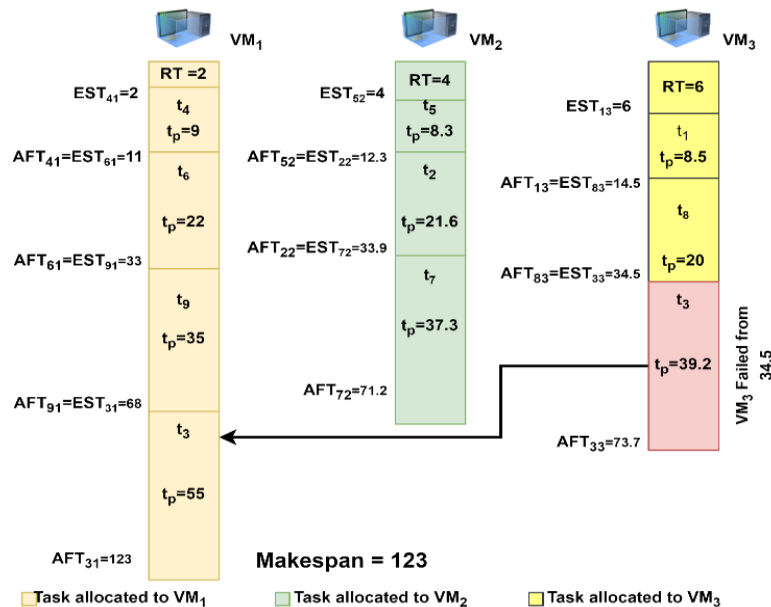 VM₁
RT =2
EST₄₁=2
t₄
tₚ=9
AFT₄₁=EST₆₁=11
t₆
tₚ=22
AFT₆₁=EST₉₁=33
t₉
tₚ=35
AFT₉₁=EST₃₁=68
t₃
tₚ=55
AFT₃₁=123
VM₂
RT=4
EST₅₂=4
t₅
tₚ=8.3
AFT₅₂=EST₂₂=12.3
t₂
tₚ=21.6
AFT₂₂=EST₇₂=33.9
t₇
tₚ=37.3
AFT₇₂=71.2
VM₃
RT=6
EST₁₃=6
t₁
tₚ=8.5
AFT₁₃=EST₈₃=14.5
t₈
tₚ=20
AFT₈₃=EST₃₃=34.5
t₃
tₚ=39.2
AFT₃₃=73.7
VM₃ Failed from
34.5
Makespan = 123
Task allocated to VM₁
Task allocated to VM₂
Task allocated to VM₃